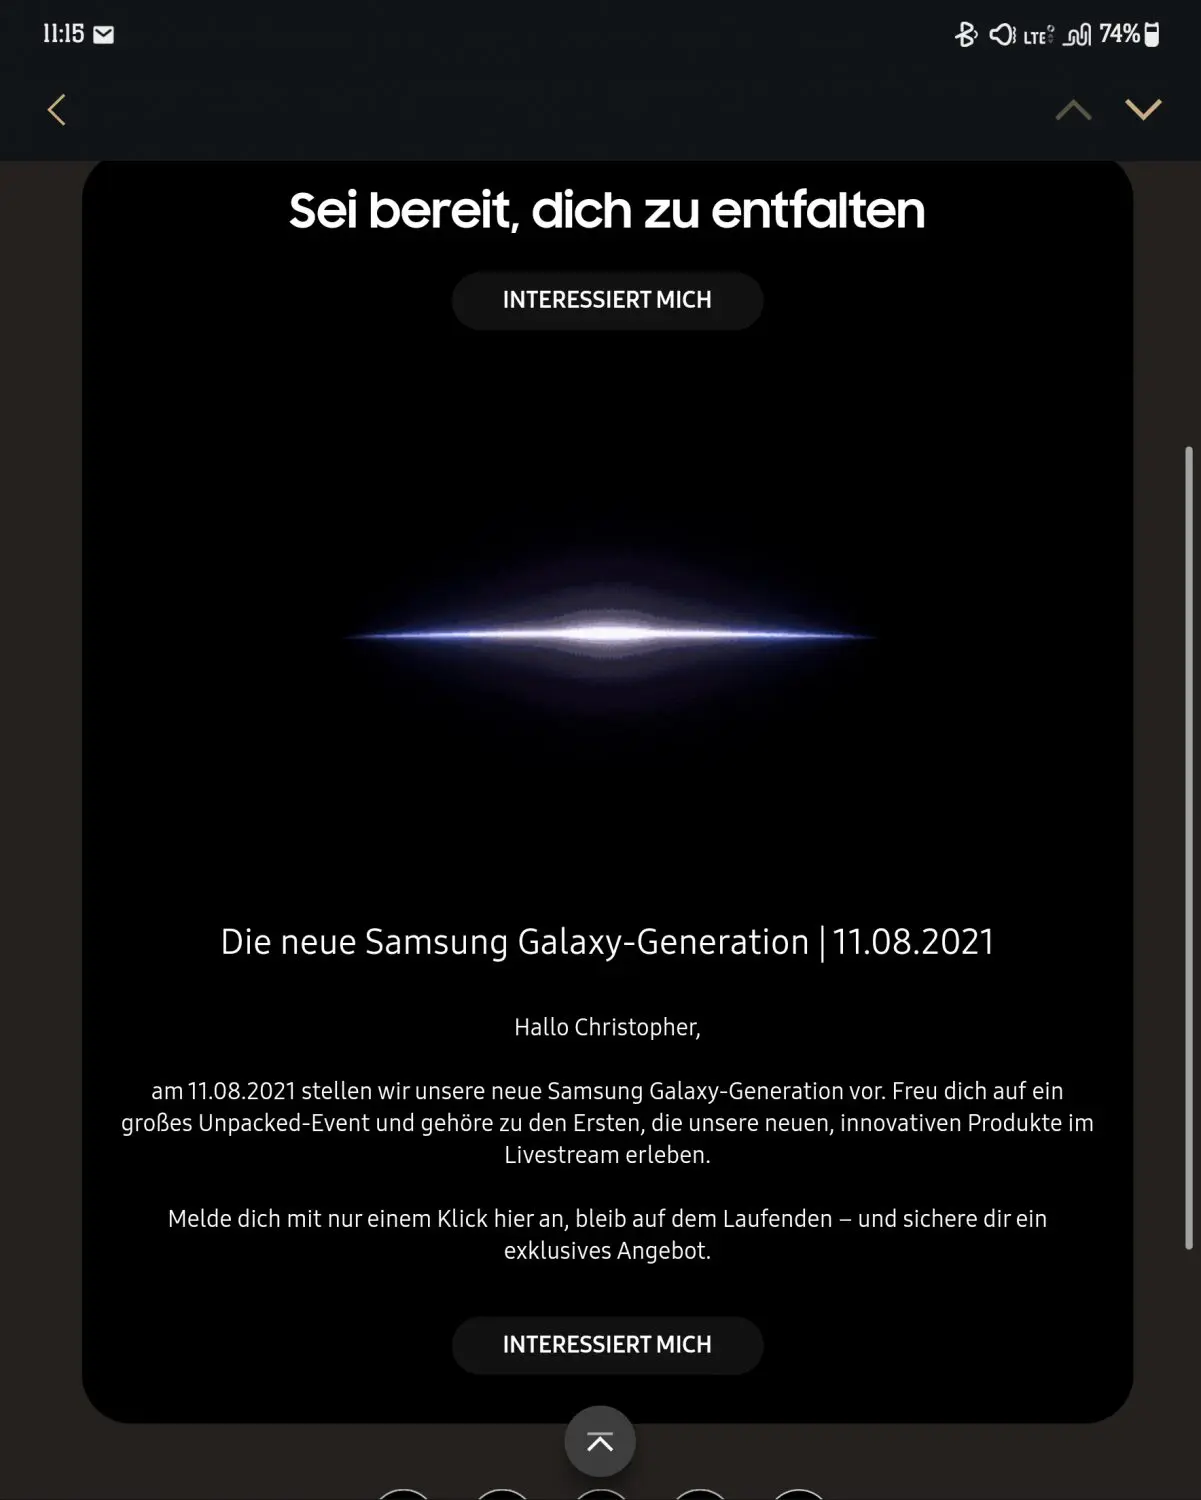 11:15
LTE 74%
Sei bereit, dich zu entfalten
INTERESSIERT MICH
Die neue Samsung Galaxy-Generation | 11.08.2021
Hallo Christopher,
am 11.08.2021 stellen wir unsere neue Samsung Galaxy-Generation vor. Freu dich auf ein
großes Unpacked-Event und gehöre zu den Ersten, die unsere neuen, innovativen Produkte im
Livestream erleben.
Melde dich mit nur einem Klick hier an, bleib auf dem Laufenden – und sichere dir ein
exklusives Angebot.
INTERESSIERT MICH